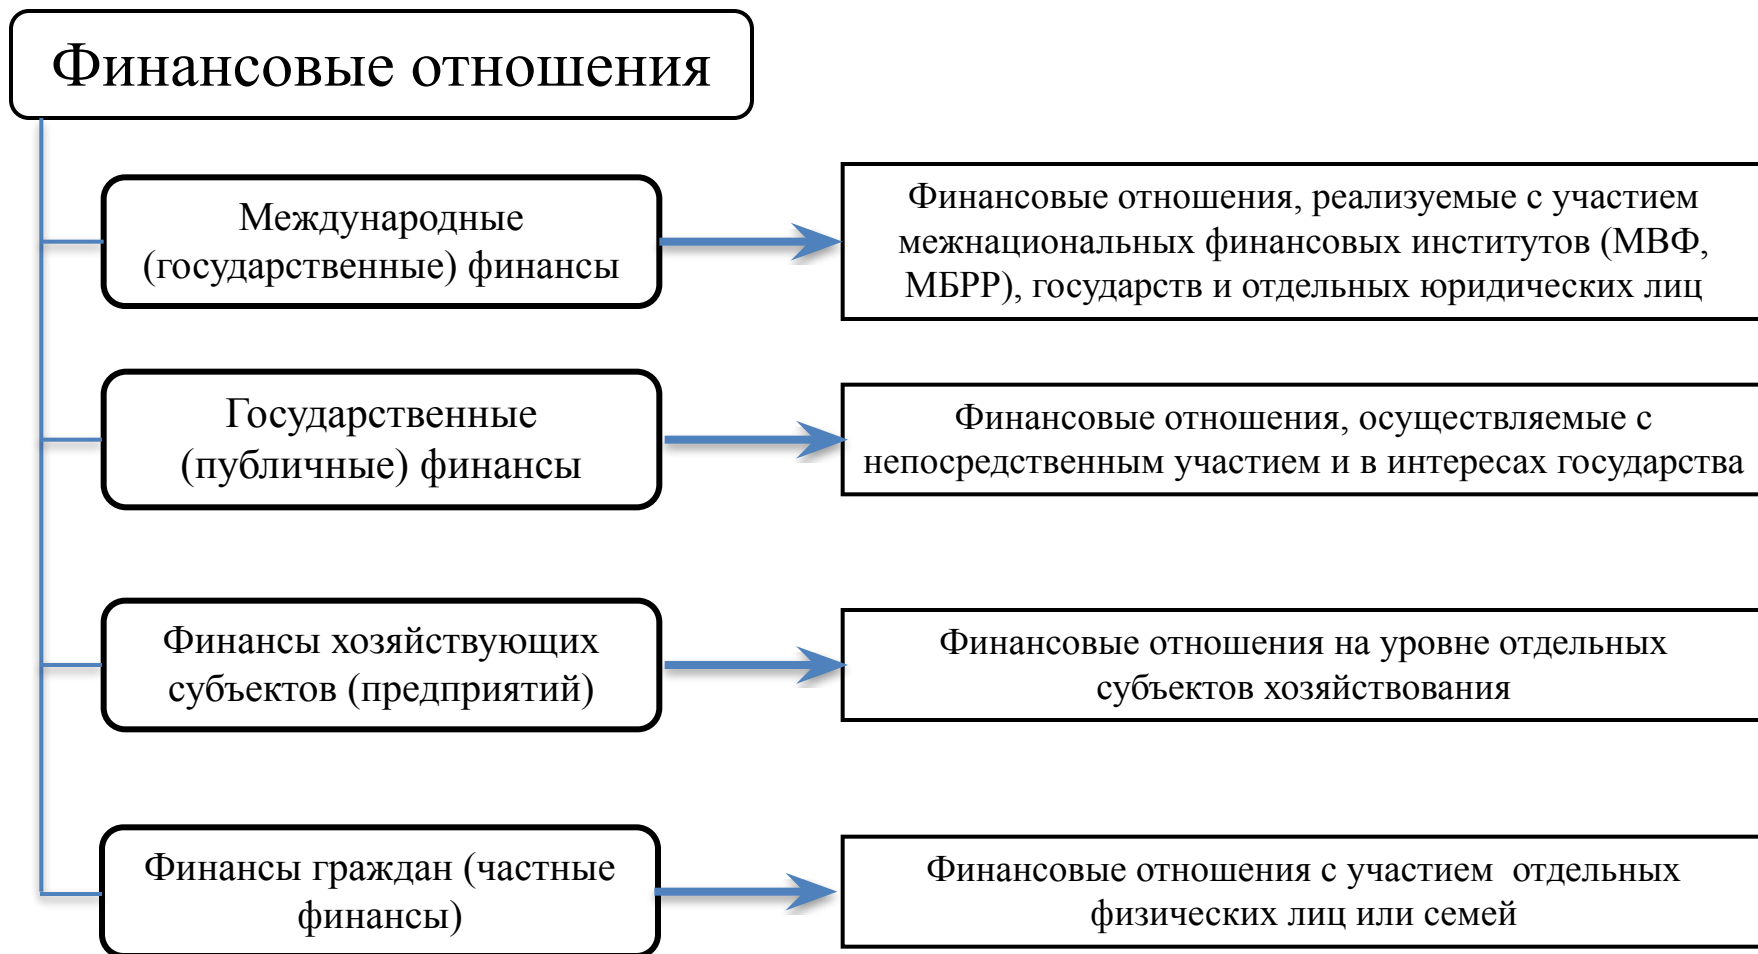 Финансовые отношения
Международные
(государственные) финансы
Финансовые отношения, реализуемые с участием
межнациональных финансовых институтов (МВФ,
МБРР), государств и отдельных юридических лиц
Государственные
(публичные) финансы
Финансовые отношения, осуществляемые с
непосредственным участием и в интересах государства
Финансы хозяйствующих
субъектов (предприятий)
Финансовые отношения на уровне отдельных
субъектов хозяйствования
Финансы граждан (частные
финансы)
Финансовые отношения с участием  отдельных
физических лиц или семей